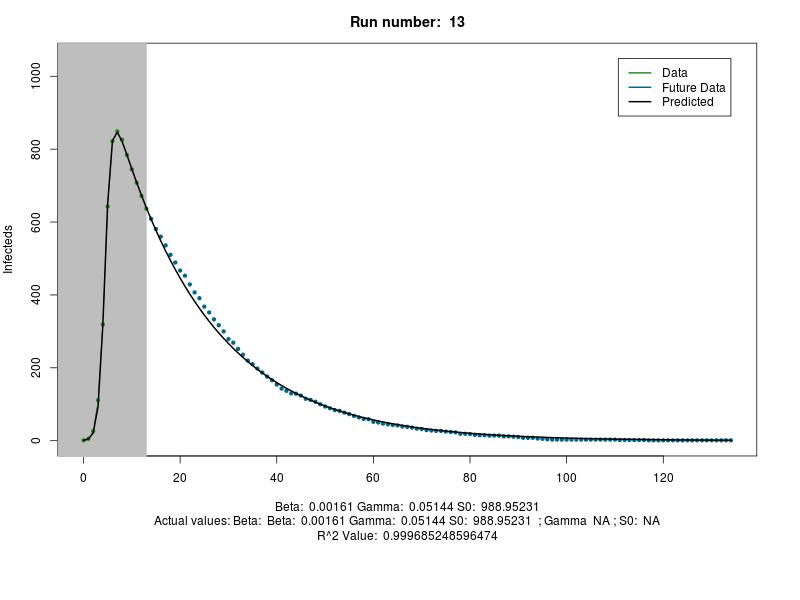 Run number: 13
Data
Future Data
Predicted
Infecteds
1000
800
600
400
200
0
0 20 40 60 80 100 120
Beta: 0.00161 Gamma: 0.05144 S0: 988.95231
Actual values: Beta: Beta: 0.00161 Gamma: 0.05144 S0: 988.95231 ; Gamma NA ; S0: NA
R^2 Value: 0.999685248596474